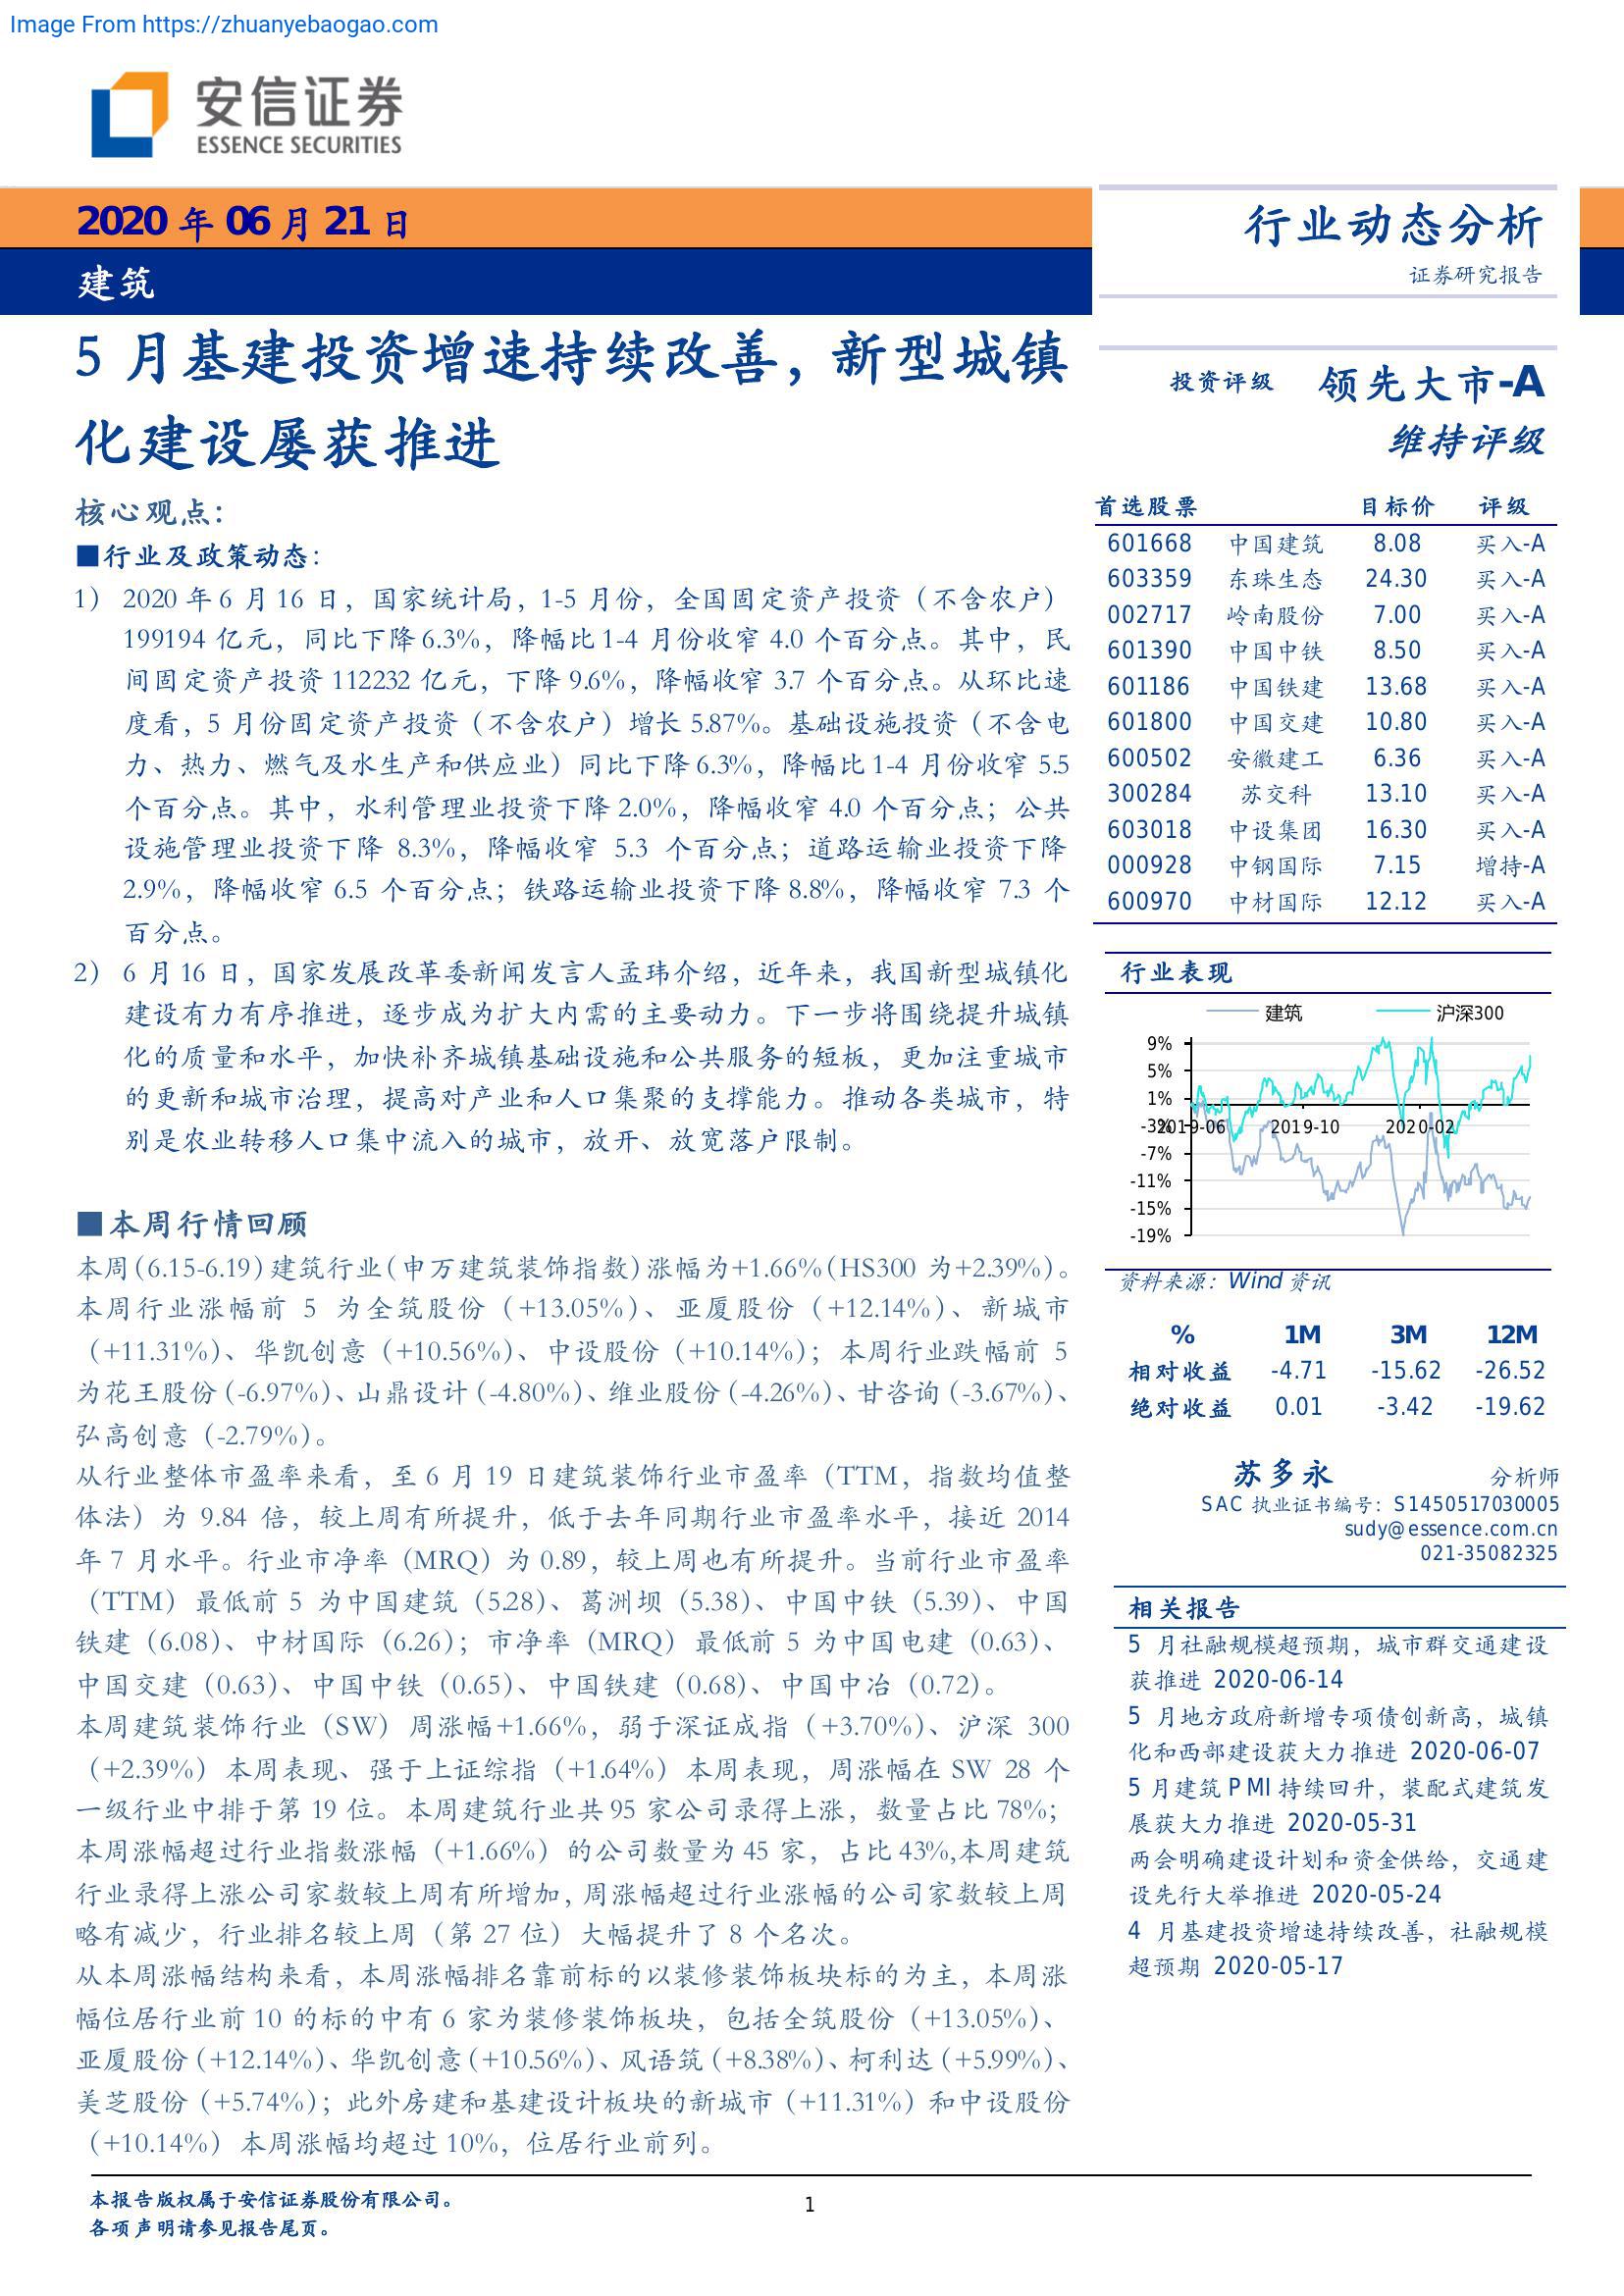 Image From https://zhuanyebaogao.com
安信证券
ESSENCE SECURITIES
2020 年 06 月 21 日
建筑
行业动态分析
证券研究报告
5 月基建投资增速持续改善，新型城镇
化建设屡获推进
核心观点：
■行业及政策动态：
1） 2020 年 6 月 16 日，国家统计局，1-5 月份，全国固定资产投资（不含农户）
199194 亿元，同比下降 6.3%，降幅比 1-4 月份收窄 4.0 个百分点。其中，民
间固定资产投资 112232 亿元，下降 9.6%，降幅收窄 3.7 个百分点。从环比速
度看，5 月份固定资产投资（不含农户）增长 5.87%。基础设施投资（不含电
力、热力、燃气及水生产和供应业）同比下降 6.3%，降幅比 1-4 月份收窄 5.5
个百分点。其中，水利管理业投资下降 2.0%，降幅收窄 4.0 个百分点；公共
设施管理业投资下降 8.3%，降幅收窄 5.3 个百分点；道路运输业投资下降
2.9%，降幅收窄 6.5 个百分点；铁路运输业投资下降 8.8%，降幅收窄 7.3 个
百分点。
2） 6 月 16 日，国家发展改革委新闻发言人孟玮介绍，近年来，我国新型城镇化
建设有力有序推进，逐步成为扩大内需的主要动力。下一步将围绕提升城镇
化的质量和水平，加快补齐城镇基础设施和公共服务的短板，更加注重城市
的更新和城市治理，提高对产业和人口集聚的支撑能力。推动各类城市，特
别是农业转移人口集中流入的城市，放开、放宽落户限制。
■本周行情回顾
本周（6.15-6.19）建筑行业（申万建筑装饰指数）涨幅为+1.66%（HS300 为+2.39%）。
本周行业涨幅前 5 为全筑股份（+13.05%）、亚厦股份（+12.14%）、新城市
（+11.31%）、华凯创意（+10.56%）、中设股份（+10.14%）；本周行业跌幅前 5
为花王股份（-6.97%）、山鼎设计（-4.80%）、维业股份（-4.26%）、甘咨询（-3.67%）、
弘高创意（-2.79%）。
从行业整体市盈率来看，至 6 月 19 日建筑装饰行业市盈率（TTM，指数均值整
体法）为 9.84 倍，较上周有所提升，低于去年同期行业市盈率水平，接近 2014
年 7 月水平。行业市净率（MRQ）为 0.89，较上周也有所提升。当前行业市盈率
（TTM）最低前 5 为中国建筑（5.28）、葛洲坝（5.38）、中国中铁（5.39）、中国
铁建（6.08）、中材国际（6.26）；市净率（MRQ）最低前 5 为中国电建（0.63）、
中国交建（0.63）、中国中铁（0.65）、中国铁建（0.68）、中国中冶（0.72）。
本周建筑装饰行业（SW）周涨幅+1.66%，弱于深证成指（+3.70%）、沪深 300
（+2.39%）本周表现、强于上证综指（+1.64%）本周表现，周涨幅在 SW 28 个
一级行业中排于第 19 位。本周建筑行业共 95 家公司录得上涨，数量占比 78%；
本周涨幅超过行业指数涨幅（+1.66%）的公司数量为 45 家，占比 43%,本周建筑
行业录得上涨公司家数较上周有所增加，周涨幅超过行业涨幅的公司家数较上周
略有减少，行业排名较上周（第 27 位）大幅提升了 8 个名次。
从本周涨幅结构来看，本周涨幅排名靠前标的以装修装饰板块标的为主，本周涨
幅位居行业前 10 的标的中有 6 家为装修装饰板块，包括全筑股份（+13.05%）、
亚厦股份（+12.14%）、华凯创意（+10.56%）、风语筑（+8.38%）、柯利达（+5.99%）、
美芝股份（+5.74%）；此外房建和基建设计板块的新城市（+11.31%）和中设股份
（+10.14%）本周涨幅均超过 10%，位居行业前列。
投资评级 领先大市-A
维持评级
首选股票 目标价 评级
601668 中国建筑 8.08 买入-A
603359 东珠生态 24.30 买入-A
002717 岭南股份 7.00 买入-A
601390 中国中铁 8.50 买入-A
601186 中国铁建 13.68 买入-A
601800 中国交建 10.80 买入-A
600502 安徽建工 6.36 买入-A
300284 苏交科 13.10 买入-A
603018 中设集团 16.30 买入-A
000928 中钢国际 7.15 增持-A
600970 中材国际 12.12 买入-A
行业表现
建筑 沪深300
9%
5%
1%
-3%
2019-06 2019-10 2020-02
-7%
-11%
-15%
-19%
资料来源：Wind 资讯
% 1M 3M 12M
相对收益 -4.71 -15.62 -26.52
绝对收益 0.01 -3.42 -19.62
苏多永 分析师
SAC 执业证书编号：S1450517030005
sudy@essence.com.cn
021-35082325
相关报告
5 月社融规模超预期，城市群交通建设
获推进 2020-06-14
5 月地方政府新增专项债创新高，城镇
化和西部建设获大力推进 2020-06-07
5 月建筑 PMI 持续回升，装配式建筑发
展获大力推进 2020-05-31
两会明确建设计划和资金供给，交通建
设先行大举推进 2020-05-24
4 月基建投资增速持续改善，社融规模
超预期 2020-05-17
本报告版权属于安信证券股份有限公司。
各项声明请参见报告尾页。
1